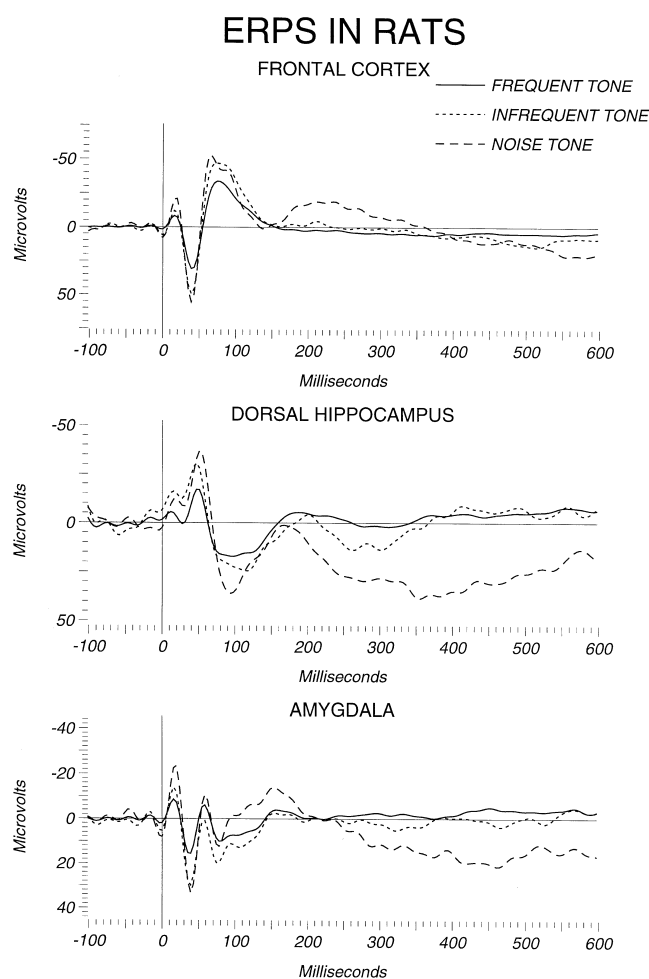 ERPS IN RATS
FRONTAL CORTEX
FREQUENT TONE
INFREQUENT TONE
NOISE TONE
Microvolts
-50
0
50
-100 0 100 200 300 400 500 600
Milliseconds
DORSAL HIPPOCAMPUS
Microvolts
-50
0
50
-100 0 100 200 300 400 500 600
Milliseconds
AMYGDALA
Microvolts
-40
-20
0
20
40
-100 0 100 200 300 400 500 600
Milliseconds